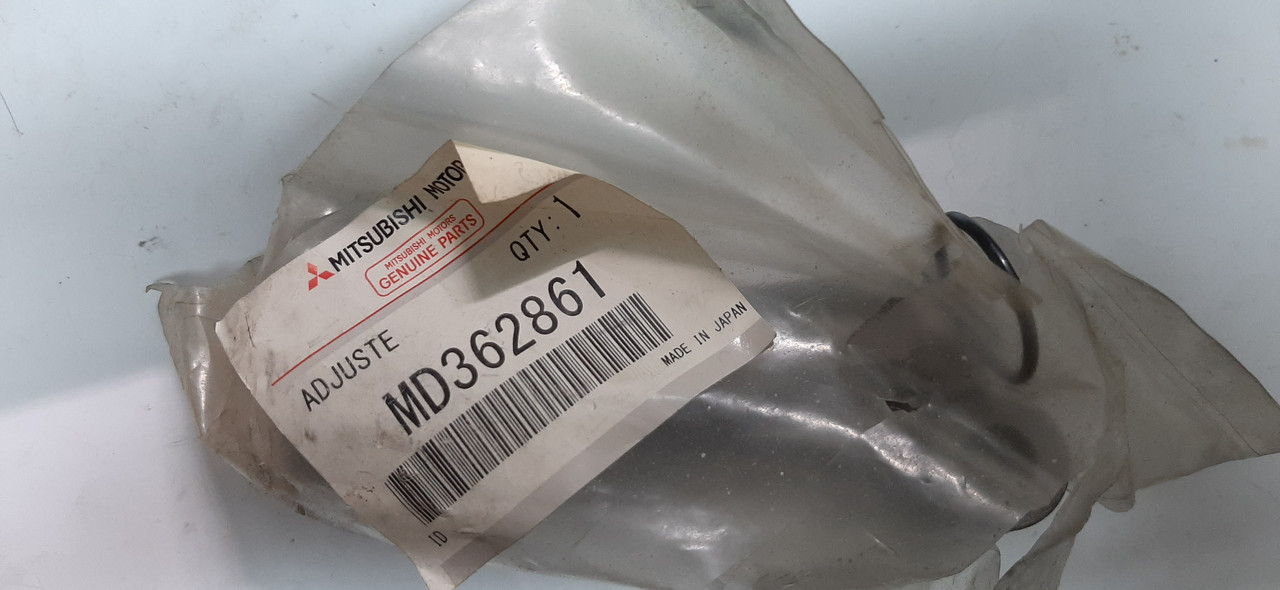 MITSUBISHI MOTOR
MITSUBISHI MOTORS
GENUINE PARTS
QTY: 1
ADJUSTE
MD362861
MADE IN JAPAN
ID